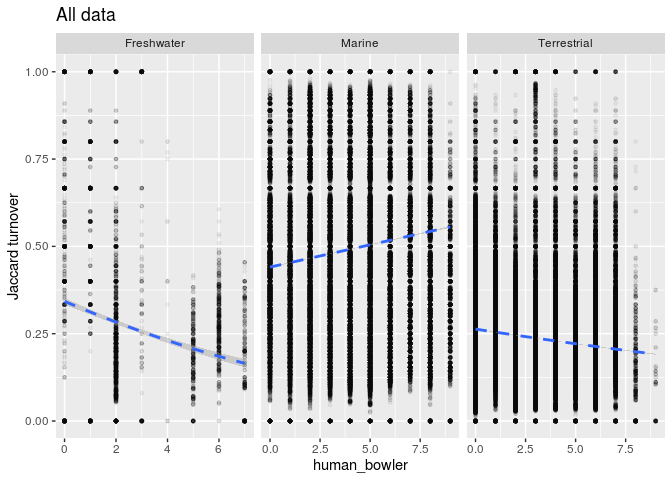 All data
Freshwater Marine Terrestrial
Jaccard turnover
1.00
0.75
0.50
0.25
0.00
0 2 4 6 0.0 2.5 5.0 7.5 0.0 2.5 5.0 7.5
human_bowler